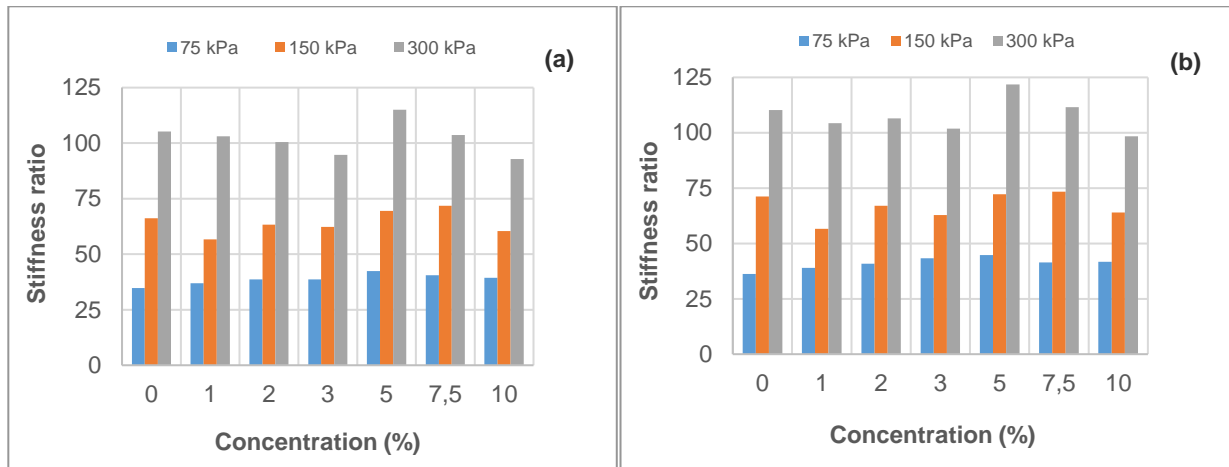 75 kPa 150 kPa 300 kPa
(a)
125
100
75
50
25
0
Stiffness ratio
0 1 2 3 5 7,5 10
Concentration (%)
75 kPa 150 kPa 300 kPa
(b)
125
100
75
50
25
0
Stiffness ratio
0 1 2 3 5 7,5 10
Concentration (%)